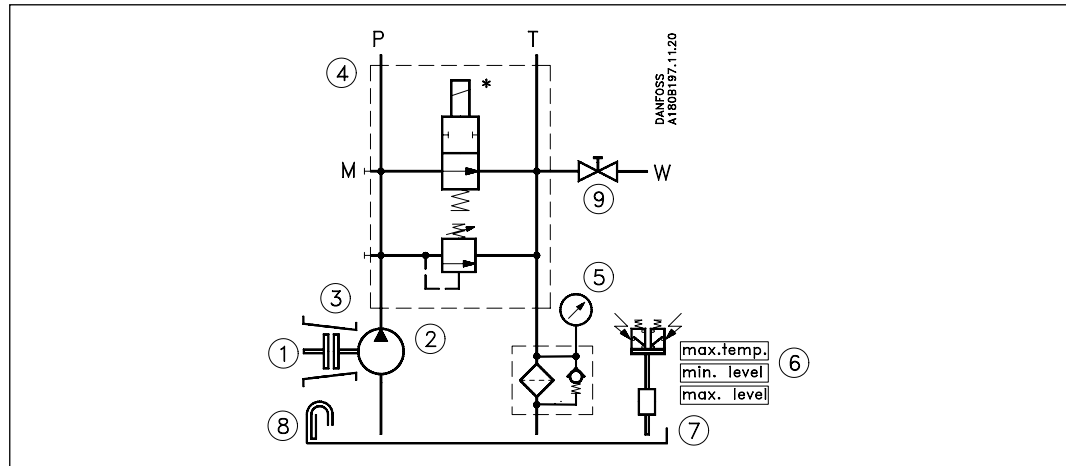 P
T
4
*
DANFOSS
A180B197.11.20
M
W
9
5
3
2
1
max.temp.
min. level
max. level
6
8
7